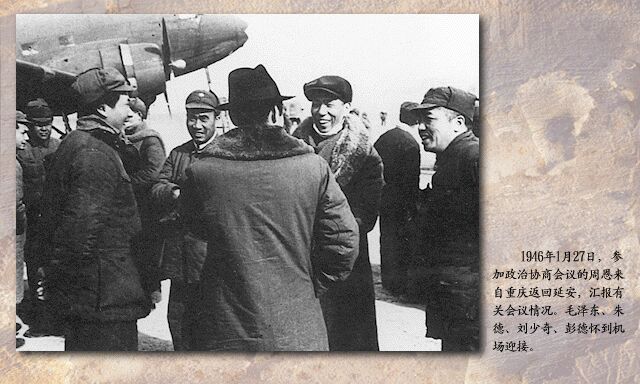 1946年1月27日，参
加政治协商会议的周恩来
自重庆返回延安，汇报有
关会议情况。毛泽东、朱
德、刘少奇、彭德怀到机
场迎接。